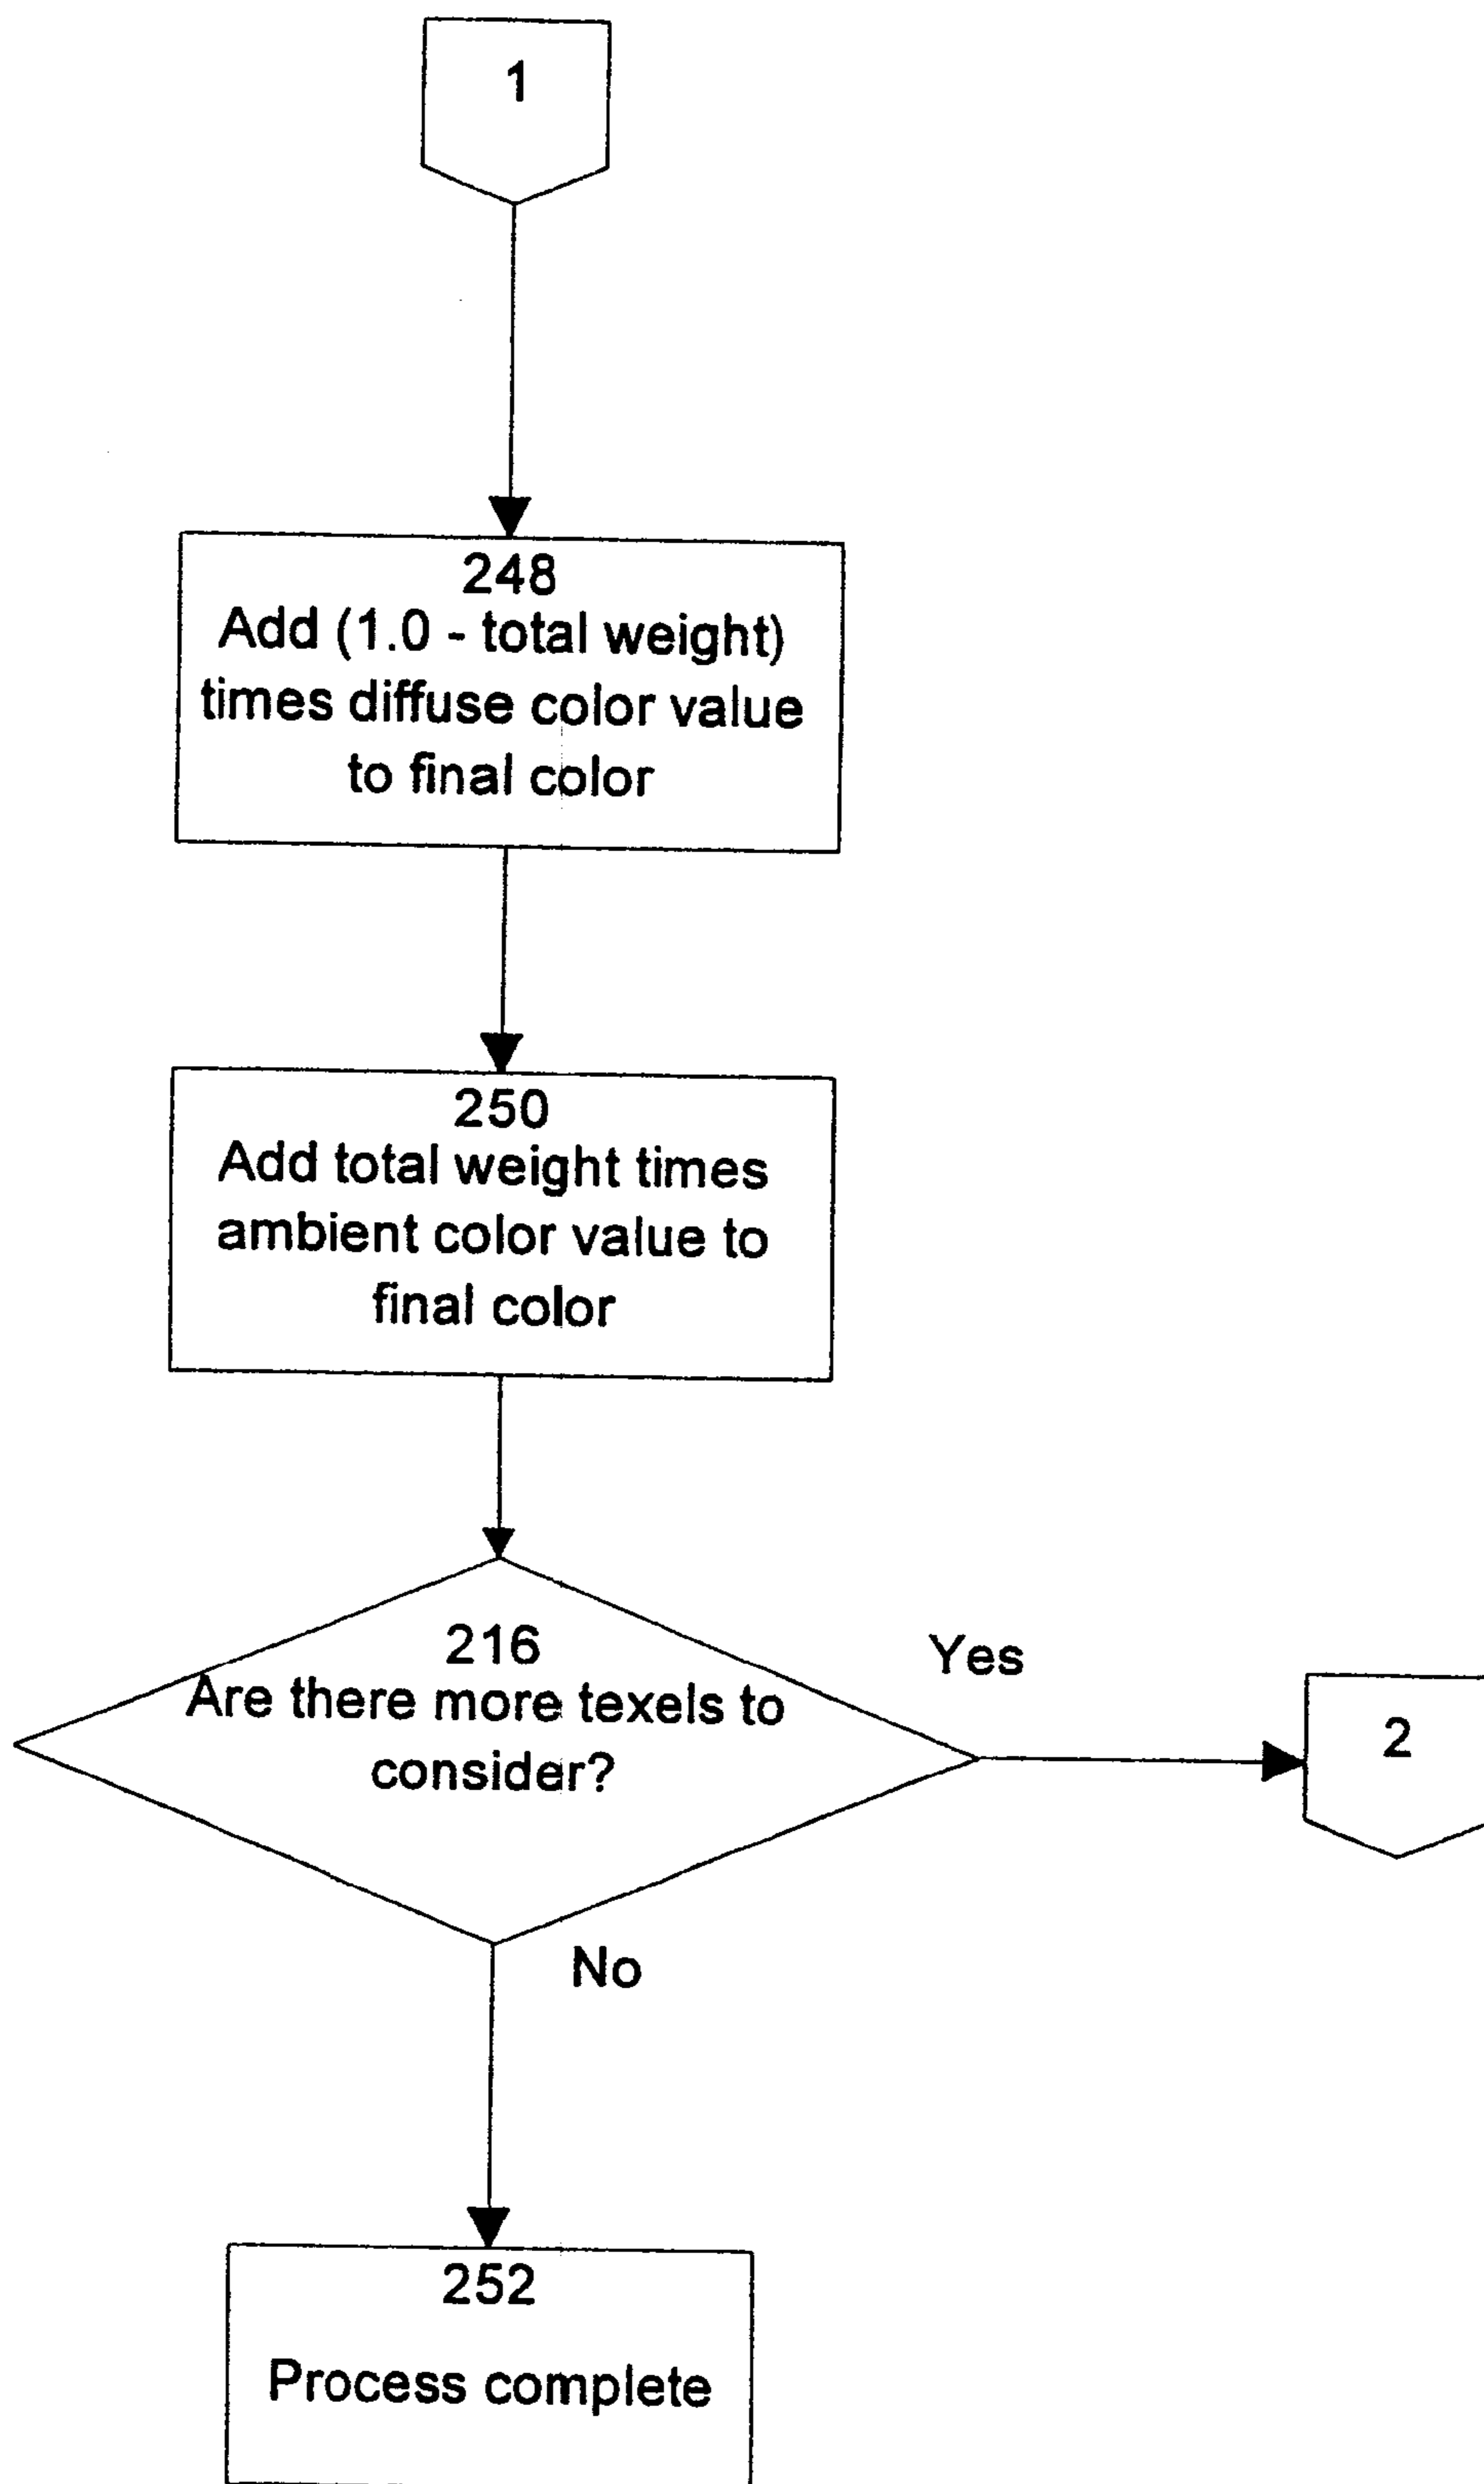 1
248
Add (1.0 - total weight)
times diffuse color value
to final color
250
Add total weight times
ambient color value to
final color
216
Are there more texels to
consider?
Yes
2
No
252
Process complete